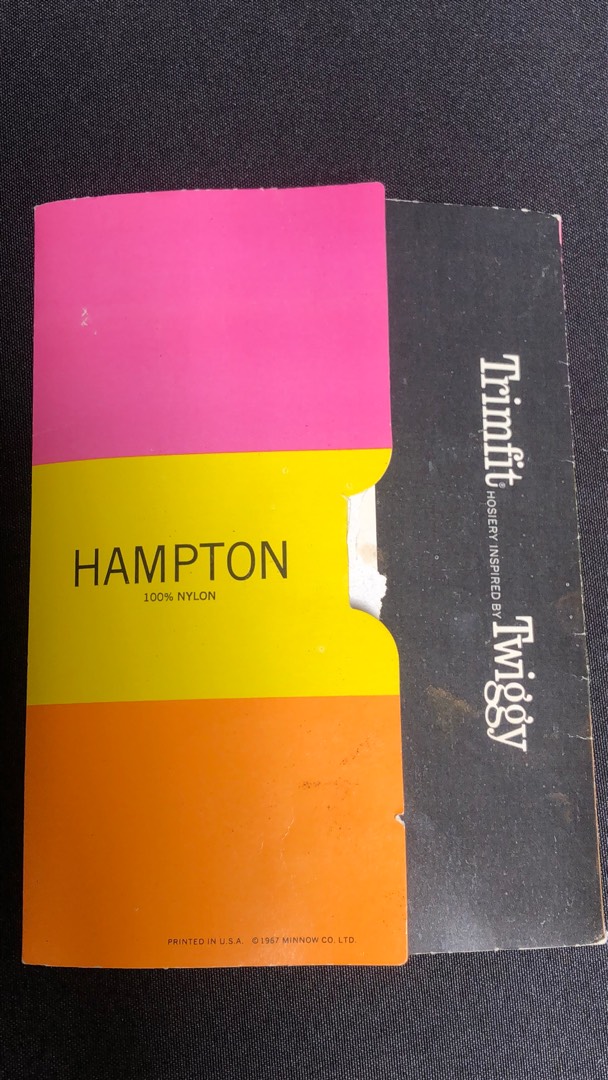 HAMPTON
100% NYLON
PRINTED IN U.S.A. © 1967 MINNOW CO. LTD.
Trimfit® HOSIERY INSPIRED BY Twiggy